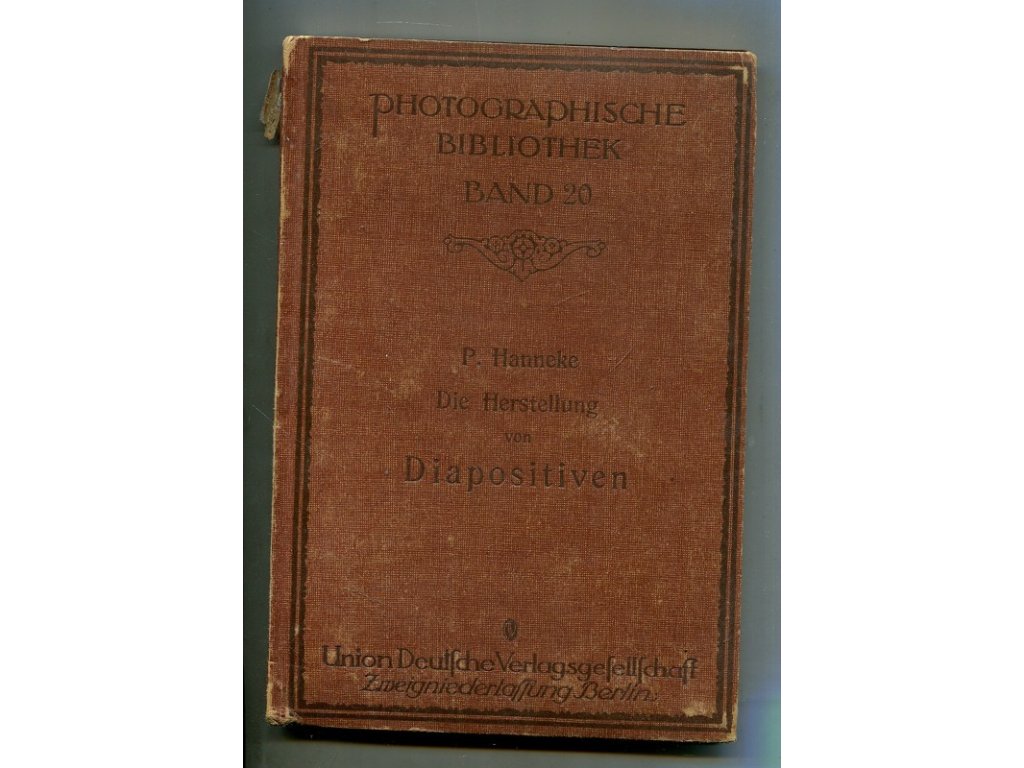 PHOTOGRAPHISCHE
BIBLIOTHEK
BAND 20
P. Hanneke
Die Herstellung
von
Diapositiven
Union Deutſche Verlagsgeſellſchaft
Zweigniederlaſſung Berlin.